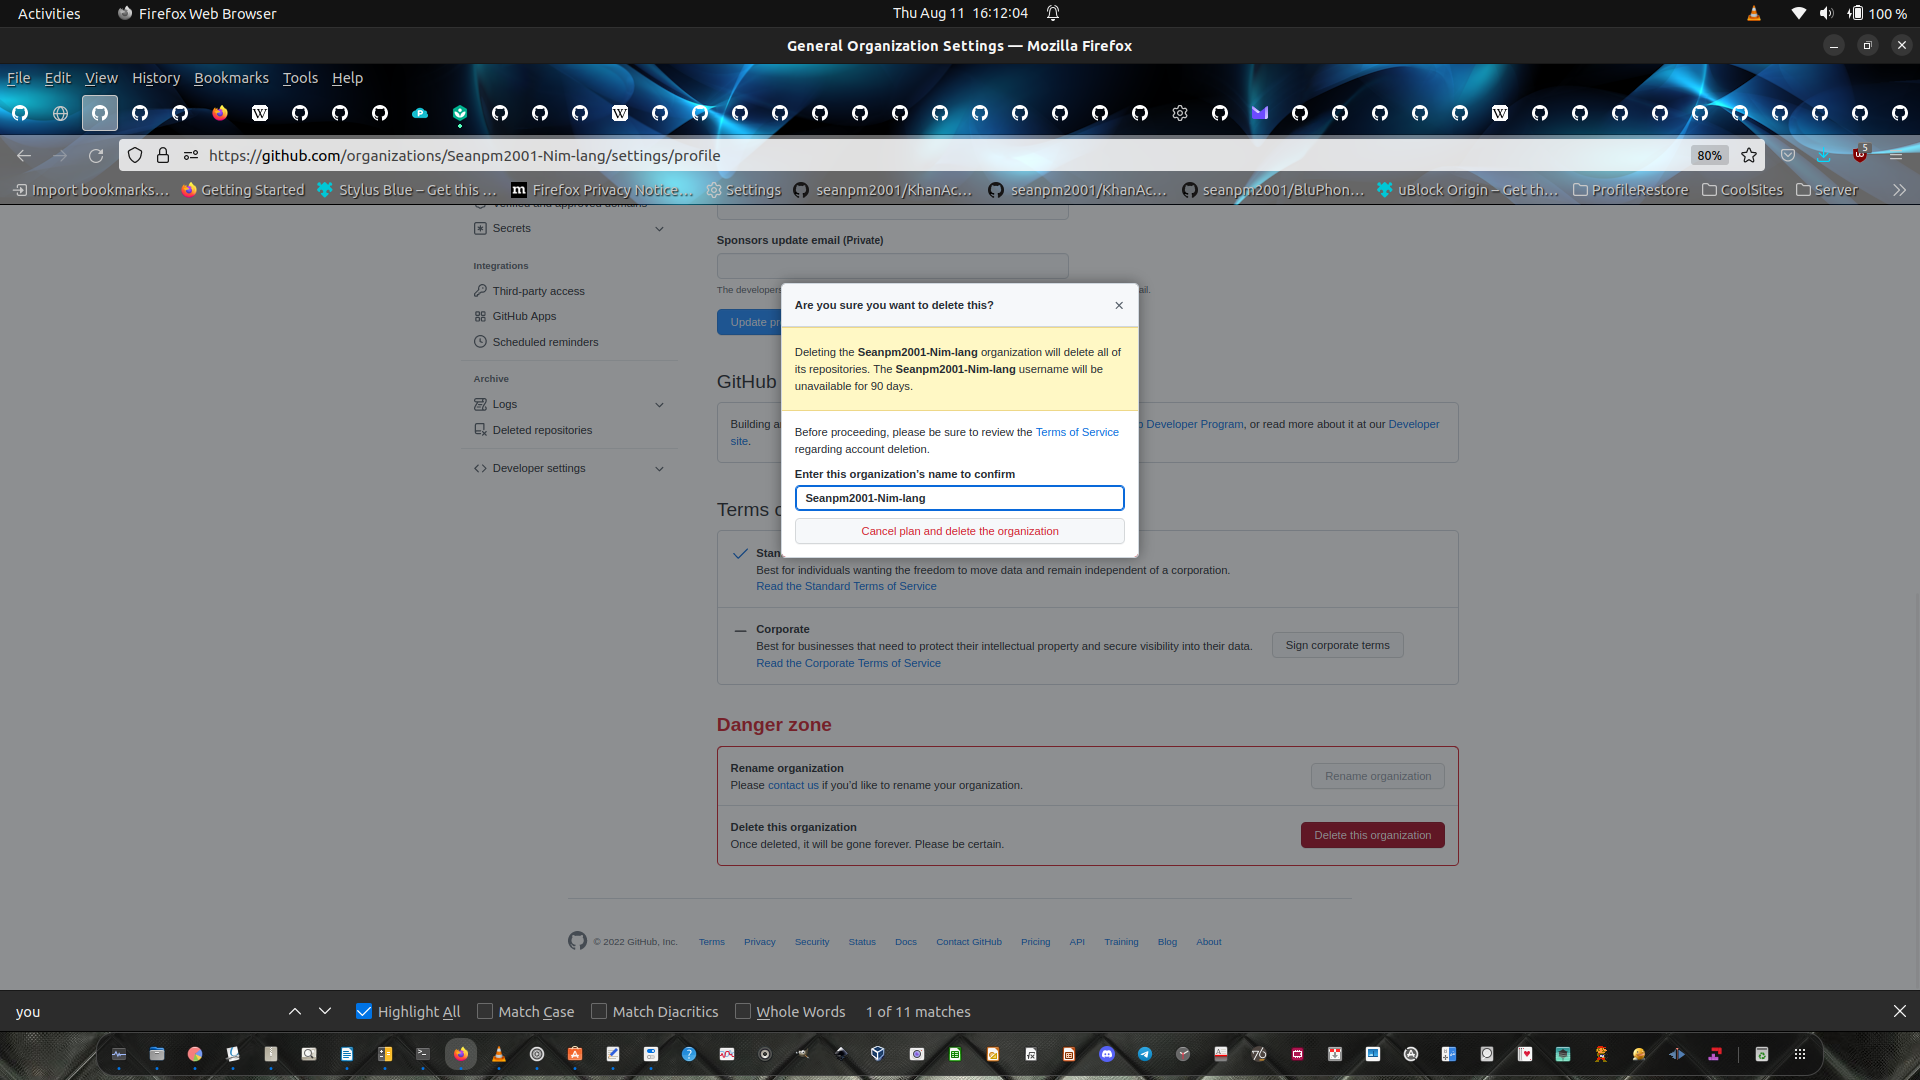 Activities
Firefox Web Browser
Thu Aug 11 16:12:04
100 %
General Organization Settings — Mozilla Firefox
File Edit View History Bookmarks Tools Help
https://github.com/organizations/Seanpm2001-Nim-lang/settings/profile
80%
5
Import bookmarks… Getting Started Stylus Blue – Get this … Firefox Privacy Notice… Settings seanpm2001/KhanAc… seanpm2001/KhanAc… seanpm2001/BluPhon… uBlock Origin – Get th… ProfileRestore CoolSites Server
Verified and approved domains
Secrets
Integrations
Third-party access
GitHub Apps
Scheduled reminders
Archive
Logs
Deleted repositories
Developer settings
Sponsors update email (Private)
The developers
ail.
Update pr
GitHub
Building a
o Developer Program, or read more about it at our Developer
site.
Are you sure you want to delete this?
Deleting the Seanpm2001-Nim-lang organization will delete all of
its repositories. The Seanpm2001-Nim-lang username will be
unavailable for 90 days.
Before proceeding, please be sure to review the Terms of Service
regarding account deletion.
Enter this organization's name to confirm
Seanpm2001-Nim-lang
Cancel plan and delete the organization
Terms o
Stan
Best for individuals wanting the freedom to move data and remain independent of a corporation.
Read the Standard Terms of Service
Corporate
Best for businesses that need to protect their intellectual property and secure visibility into their data.
Read the Corporate Terms of Service
Sign corporate terms
Danger zone
Rename organization
Please contact us if you'd like to rename your organization.
Rename organization
Delete this organization
Once deleted, it will be gone forever. Please be certain.
Delete this organization
© 2022 GitHub, Inc. Terms Privacy Security Status Docs Contact GitHub Pricing API Training Blog About
you
Highlight All Match Case Match Diacritics Whole Words 1 of 11 matches